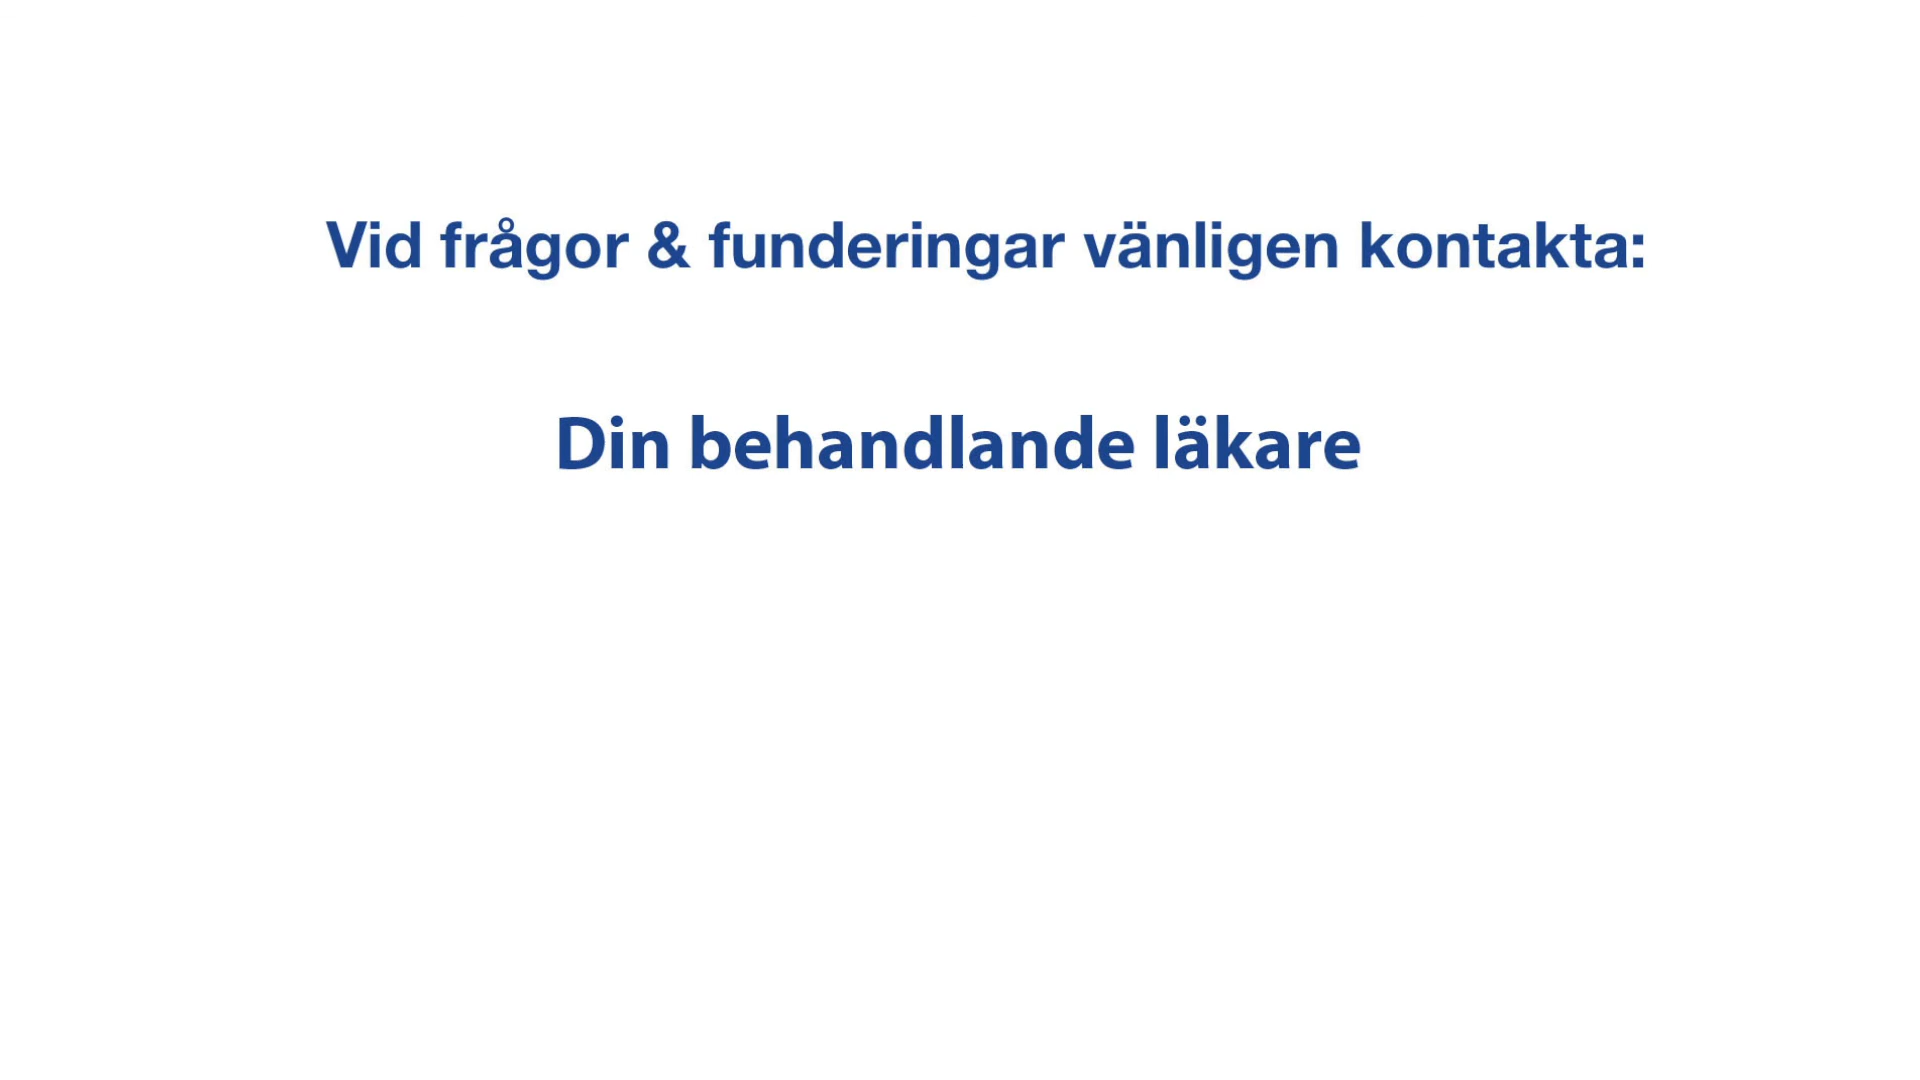 Vid frågor & funderingar vänligen kontakta:
Din behandlande läkare